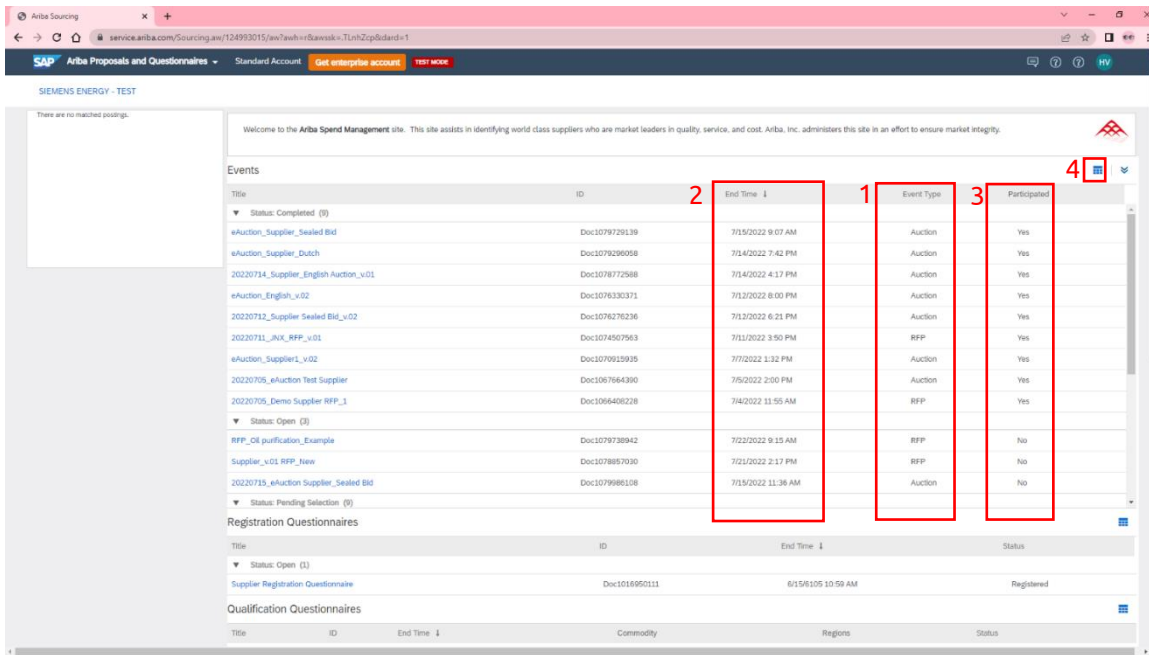 Ariba Sourcing
service.ariba.com/Sourcing.aw/124993015/aw?awh=r&awssk=.TLnhZcp&dard=1
SAP Ariba Proposals and Questionnaires Standard Account Get enterprise account TEST MODE HV
SIEMENS ENERGY - TEST
There are no matched postings.
Welcome to the Ariba Spend Management site. This site assists in identifying world class suppliers who are market leaders in quality, service, and cost. Ariba, Inc. administers this site in an effort to ensure market integrity.
Events 4
Title ID 2 End Time ↓ 1 Event Type 3 Participated
▼ Status: Completed (9)
eAuction_Supplier_Sealed Bid Doc1079729139 7/15/2022 9:07 AM Auction Yes
eAuction_Supplier_Dutch Doc1079296058 7/14/2022 7:42 PM Auction Yes
20220714_Supplier_English Auction_v.01 Doc1078772588 7/14/2022 4:17 PM Auction Yes
eAuction_English_v.02 Doc1076330371 7/12/2022 8:00 PM Auction Yes
20220712_Supplier Sealed Bid_v.02 Doc1076276236 7/12/2022 6:21 PM Auction Yes
20220711_JNX_RFP_v.01 Doc1074507563 7/11/2022 3:50 PM RFP Yes
eAuction_Supplier1_v.02 Doc1070915935 7/7/2022 1:32 PM Auction Yes
20220705_eAuction Test Supplier Doc1067664390 7/5/2022 2:00 PM Auction Yes
20220705_Demo Supplier RFP_1 Doc1066408228 7/4/2022 11:55 AM RFP Yes
▼ Status: Open (3)
RFP_Oil purification_Example Doc1079738942 7/22/2022 9:15 AM RFP No
Supplier_v.01 RFP_New Doc1078857030 7/21/2022 2:17 PM RFP No
20220715_eAuction Supplier_Sealed Bid Doc1079986108 7/15/2022 11:36 AM Auction No
▼ Status: Pending Selection (9)
Registration Questionnaires
Title ID End Time ↓ Status
▼ Status: Open (1)
Supplier Registration Questionnaire Doc1016950111 6/15/6105 10:59 AM Registered
Qualification Questionnaires
Title ID End Time ↓ Commodity Regions Status